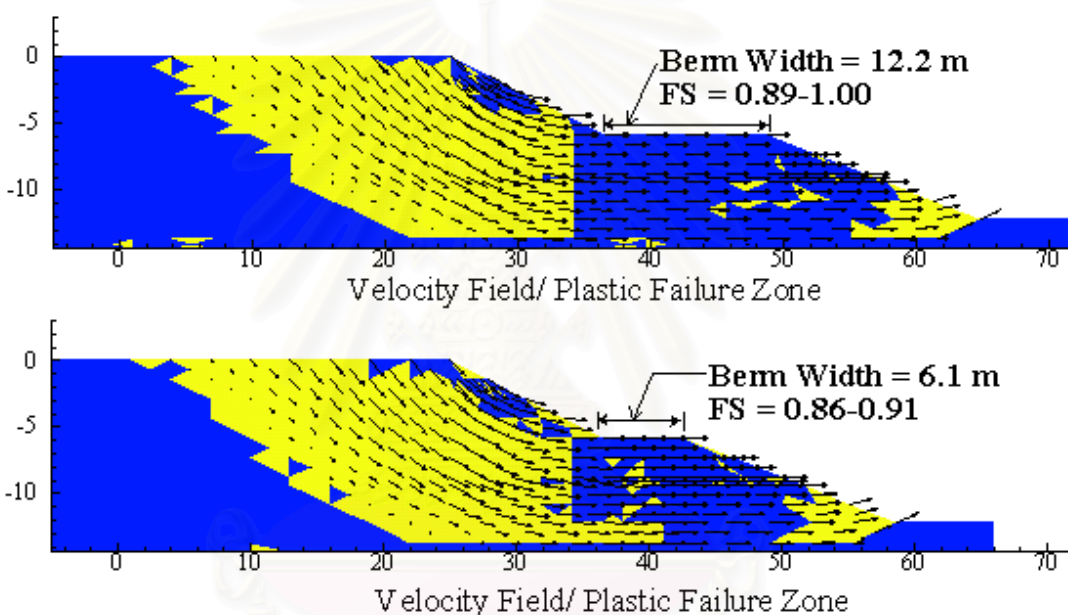 0
-5
-10
Berm Width = 12.2 m
FS = 0.89-1.00
0 10 20 30 40 50 60 70
Velocity Field/ Plastic Failure Zone
0
-5
-10
Berm Width = 6.1 m
FS = 0.86-0.91
0 10 20 30 40 50 60 70
Velocity Field/ Plastic Failure Zone